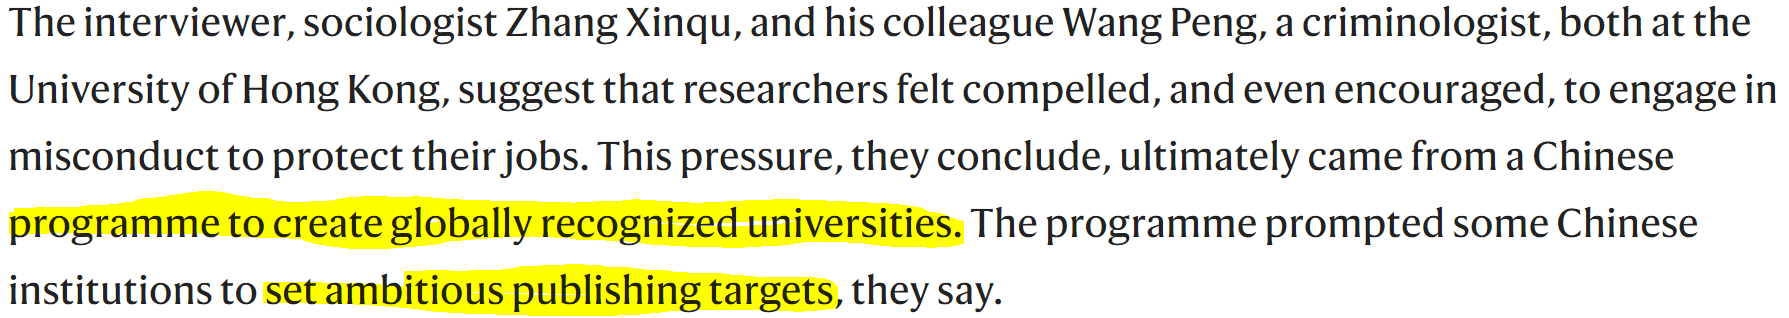 The interviewer, sociologist Zhang Xinqu, and his colleague Wang Peng, a criminologist, both at the
University of Hong Kong, suggest that researchers felt compelled, and even encouraged, to engage in
misconduct to protect their jobs. This pressure, they conclude, ultimately came from a Chinese
programme to create globally recognized universities. The programme prompted some Chinese
institutions to set ambitious publishing targets, they say.